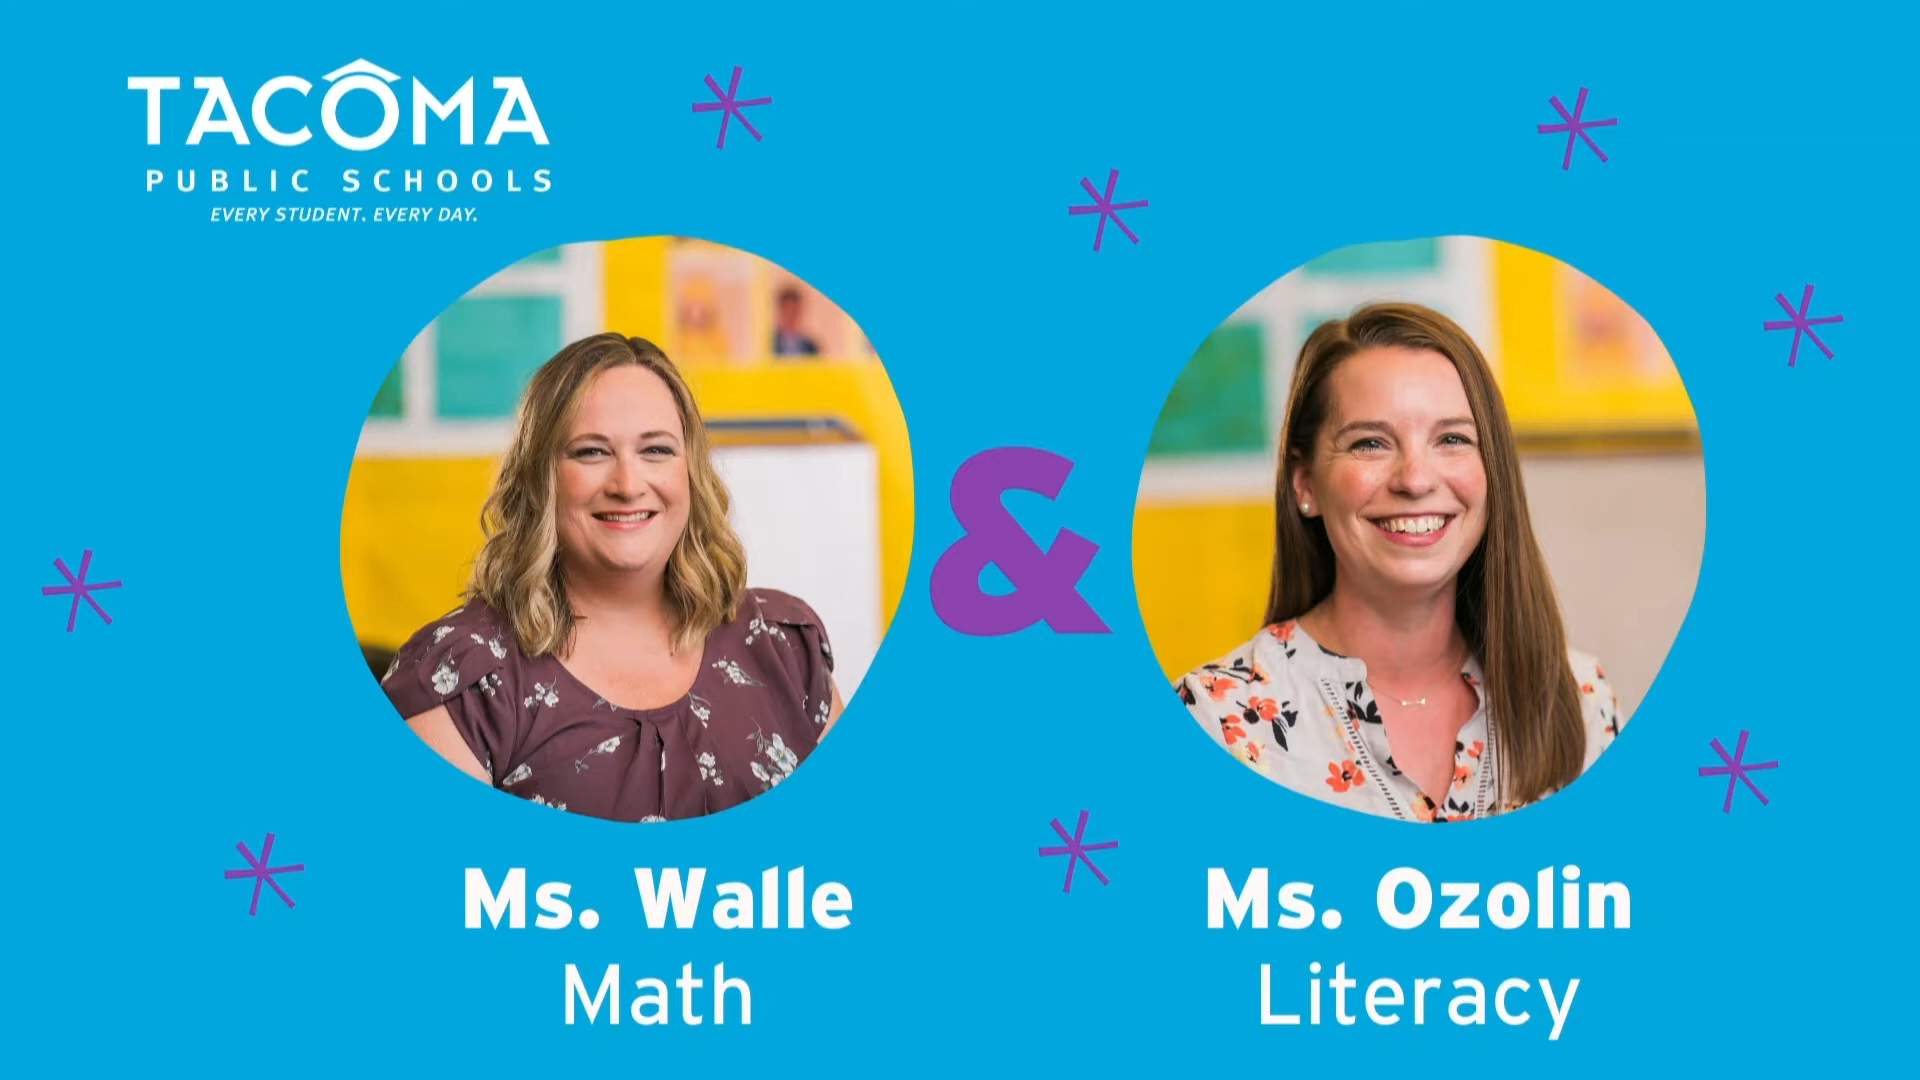 TACOMA
PUBLIC SCHOOLS
EVERY STUDENT. EVERY DAY.
&
Ms. Walle
Math
Ms. Ozolin
Literacy